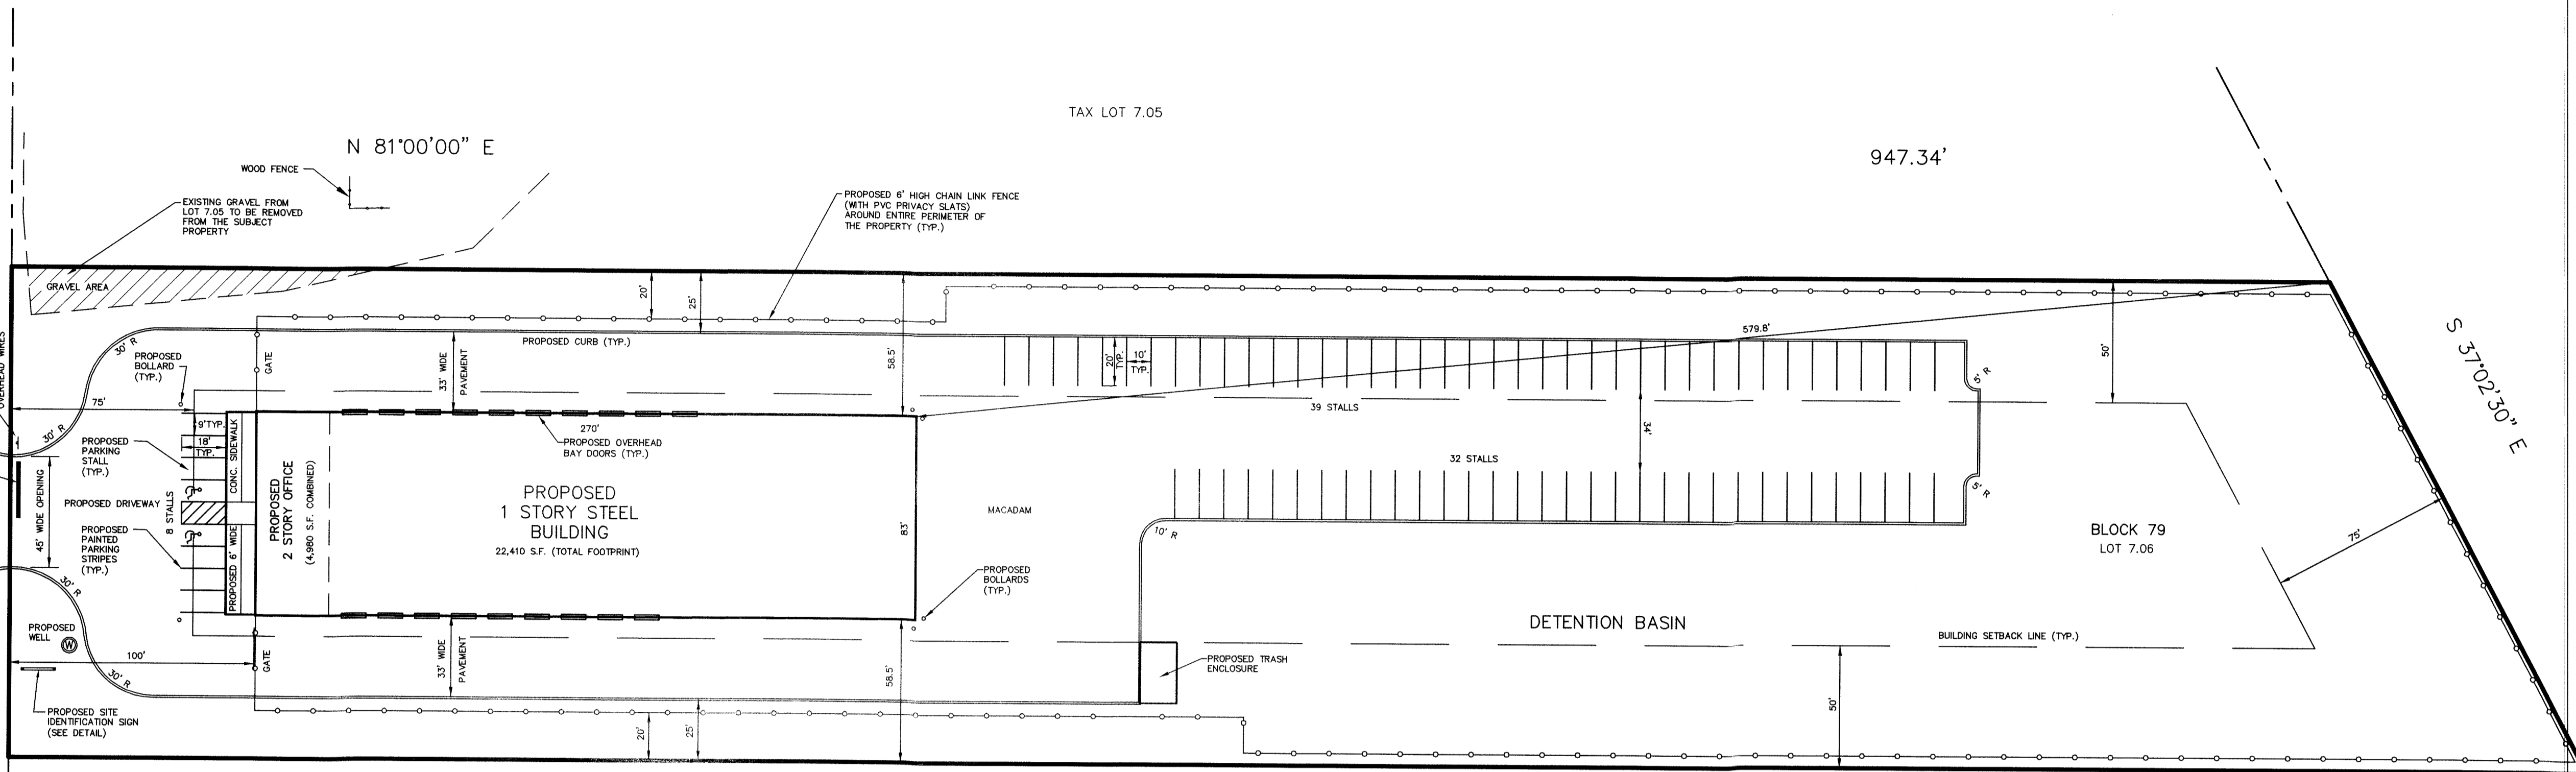 TAX LOT 7.05
N 81°00'00" E
947.34'
WOOD FENCE
EXISTING GRAVEL FROM
LOT 7.05 TO BE REMOVED
FROM THE SUBJECT
PROPERTY
PROPOSED 6' HIGH CHAIN LINK FENCE
(WITH PVC PRIVACY SLATS)
AROUND ENTIRE PERIMETER OF
THE PROPERTY (TYP.)
GRAVEL AREA
20'
25'
579.8'
50'
S 37°02'30" E
OVERHEAD WIRES
30' R
PROPOSED
BOLLARD
(TYP.)
GATE
PROPOSED CURB (TYP.)
33' WIDE
PAVEMENT
58.5'
20'
TYP.
10'
TYP.
5' R
75'
39 STALLS
30' R
9'TYP.
18'
TYP.
PROPOSED
PARKING
STALL
(TYP.)
CONC. SIDEWALK
270'
PROPOSED OVERHEAD
BAY DOORS (TYP.)
34'
32 STALLS
5' R
45' WIDE OPENING
PROPOSED DRIVEWAY
8 STALLS
PROPOSED
2 STORY OFFICE
(4,980 S.F. COMBINED)
PROPOSED
1 STORY STEEL
BUILDING
22,410 S.F. (TOTAL FOOTPRINT)
83'
MACADAM
10' R
BLOCK 79
LOT 7.06
75'
PROPOSED
PAINTED
PARKING
STRIPES
(TYP.)
PROPOSED 6' WIDE
PROPOSED
BOLLARDS
(TYP.)
30' R
DETENTION BASIN
BUILDING SETBACK LINE (TYP.)
PROPOSED
WELL
W
100'
GATE
33' WIDE
PAVEMENT
58.5'
PROPOSED TRASH
ENCLOSURE
30' R
50'
PROPOSED SITE
IDENTIFICATION SIGN
(SEE DETAIL)
20'
25'